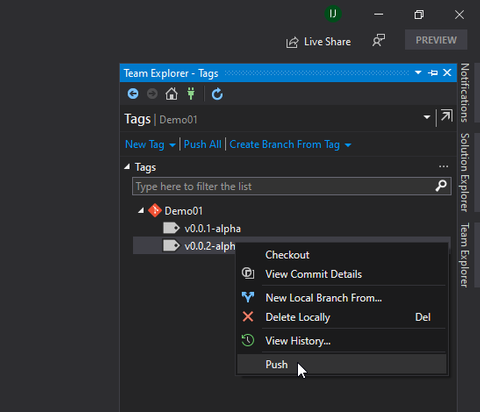 IJ
Live Share
PREVIEW
Team Explorer - Tags
Tags | Demo01
New Tag | Push All | Create Branch From Tag
Tags ...
Type here to filter the list
Demo01
v0.0.1-alpha
v0.0.2-alph
Checkout
View Commit Details
New Local Branch From...
Delete Locally Del
View History...
Push
Notifications
Solution Explorer
Team Explorer